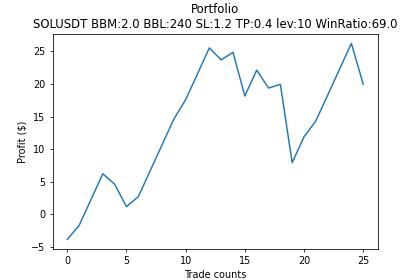 Portfolio
SOLUSDT BBM:2.0 BBL:240 SL:1.2 TP:0.4 lev:10 WinRatio:69.0
25
20
15
10
5
0
−5
Profit ($)
0 5 10 15 20 25
Trade counts